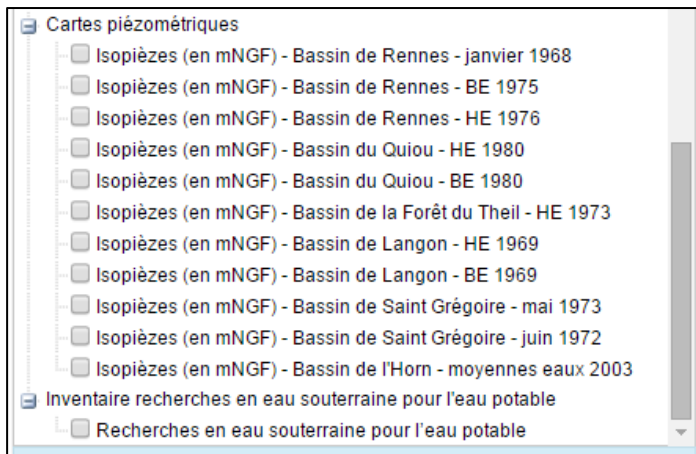 Cartes piézométriques
Isopièzes (en mNGF) - Bassin de Rennes - janvier 1968
Isopièzes (en mNGF) - Bassin de Rennes - BE 1975
Isopièzes (en mNGF) - Bassin de Rennes - HE 1976
Isopièzes (en mNGF) - Bassin du Quiou - HE 1980
Isopièzes (en mNGF) - Bassin du Quiou - BE 1980
Isopièzes (en mNGF) - Bassin de la Forêt du Theil - HE 1973
Isopièzes (en mNGF) - Bassin de Langon - HE 1969
Isopièzes (en mNGF) - Bassin de Langon - BE 1969
Isopièzes (en mNGF) - Bassin de Saint Grégoire - mai 1973
Isopièzes (en mNGF) - Bassin de Saint Grégoire - juin 1972
Isopièzes (en mNGF) - Bassin de l'Horn - moyennes eaux 2003
Inventaire recherches en eau souterraine pour l'eau potable
Recherches en eau souterraine pour l'eau potable